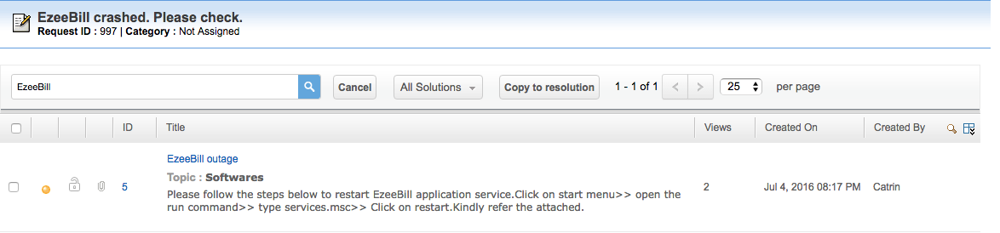 EzeeBill crashed. Please check.
Request ID : 997 | Category : Not Assigned
EzeeBill Cancel All Solutions Copy to resolution 1 - 1 of 1 < > 25 per page
ID Title Views Created On Created By
EzeeBill outage
Topic : Softwares
5 2 Jul 4, 2016 08:17 PM Catrin
Please follow the steps below to restart EzeeBill application service.Click on start menu>> open the
run command>> type services.msc>> Click on restart.Kindly refer the attached.